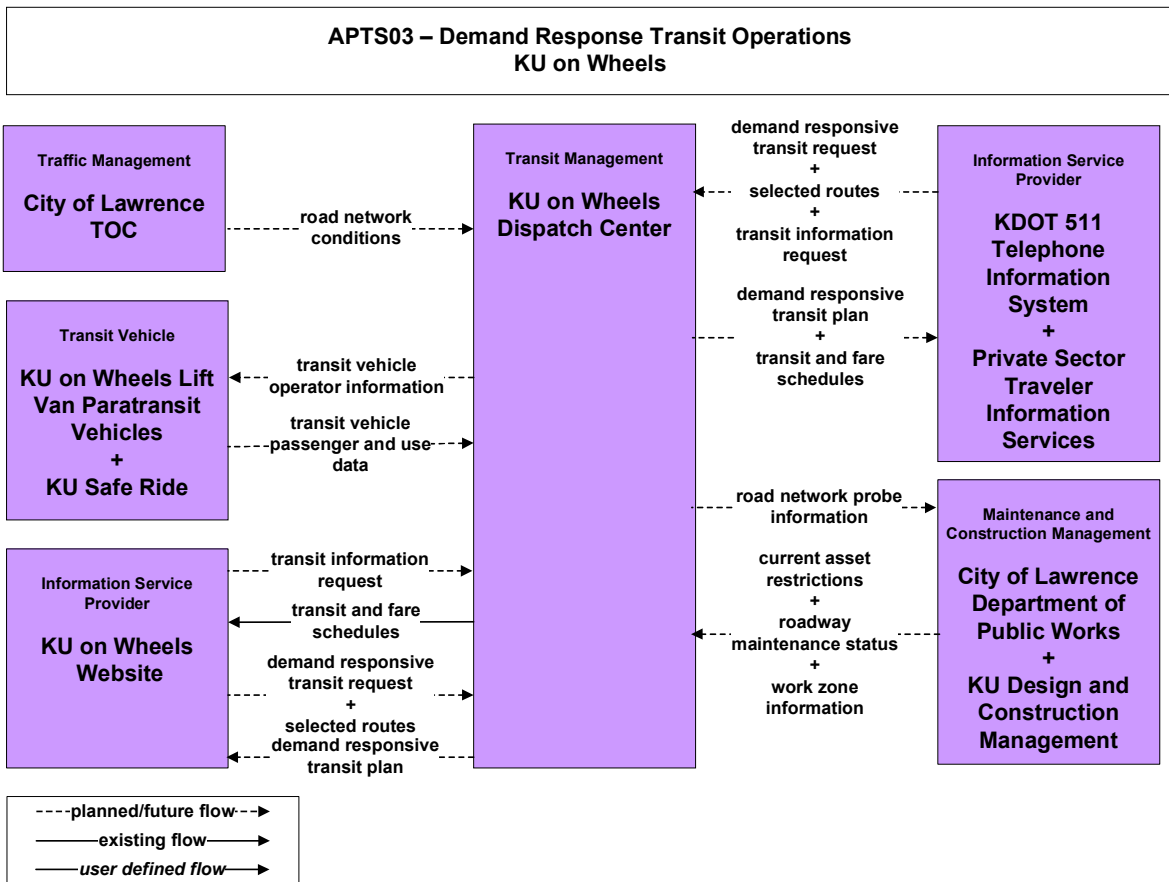 APTS03 – Demand Response Transit Operations
KU on Wheels
Traffic Management
City of Lawrence
TOC
road network
conditions
Transit Vehicle
KU on Wheels Lift
Van Paratransit
Vehicles
+
KU Safe Ride
transit vehicle
operator information
transit vehicle
passenger and use
data
Information Service
Provider
KU on Wheels
Website
transit information
request
transit and fare
schedules
demand responsive
transit request
+
selected routes
demand responsive
transit plan
Transit Management
KU on Wheels
Dispatch Center
demand responsive
transit request
+
selected routes
+
transit information
request
demand responsive
transit plan
+
transit and fare
schedules
Information Service
Provider
KDOT 511
Telephone
Information
System
+
Private Sector
Traveler
Information
Services
road network probe
information
current asset
restrictions
+
roadway
maintenance status
+
work zone
information
Maintenance and
Construction Management
City of Lawrence
Department of
Public Works
+
KU Design and
Construction
Management
planned/future flow
existing flow
user defined flow